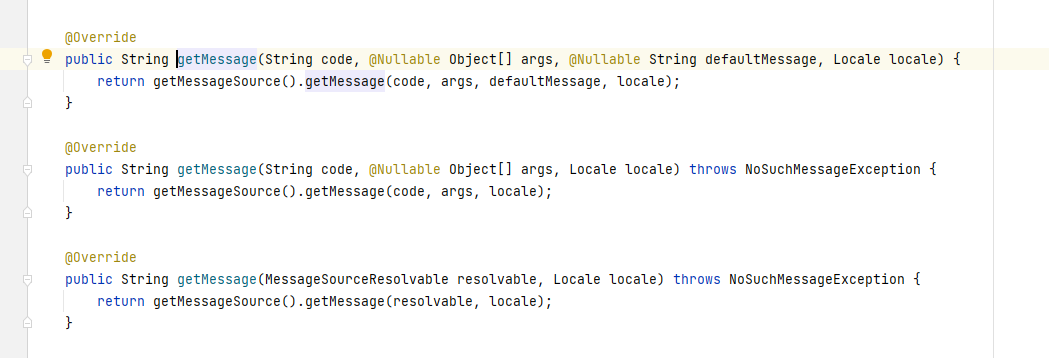 @Override
public String getMessage(String code, @Nullable Object[] args, @Nullable String defaultMessage, Locale locale) {
return getMessageSource().getMessage(code, args, defaultMessage, locale);
}
@Override
public String getMessage(String code, @Nullable Object[] args, Locale locale) throws NoSuchMessageException {
return getMessageSource().getMessage(code, args, locale);
}
@Override
public String getMessage(MessageSourceResolvable resolvable, Locale locale) throws NoSuchMessageException {
return getMessageSource().getMessage(resolvable, locale);
}